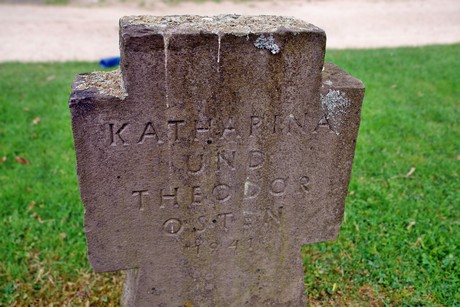 KATHARINA
UND
THEODOR
OSTEN
1941